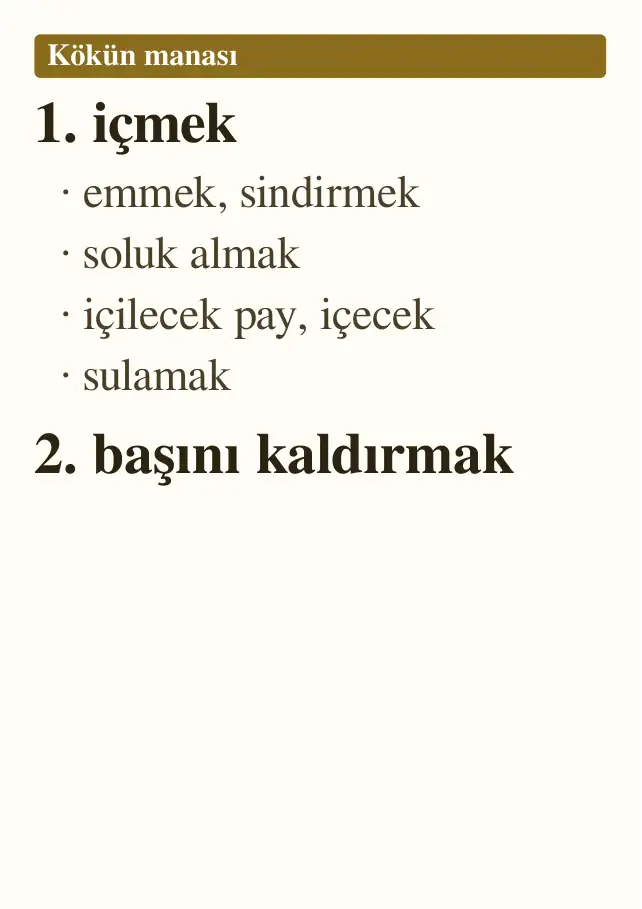 Kökün manası
1. içmek
· emmek, sindirmek
· soluk almak
· içilecek pay, içecek
· sulamak
2. başını kaldırmak